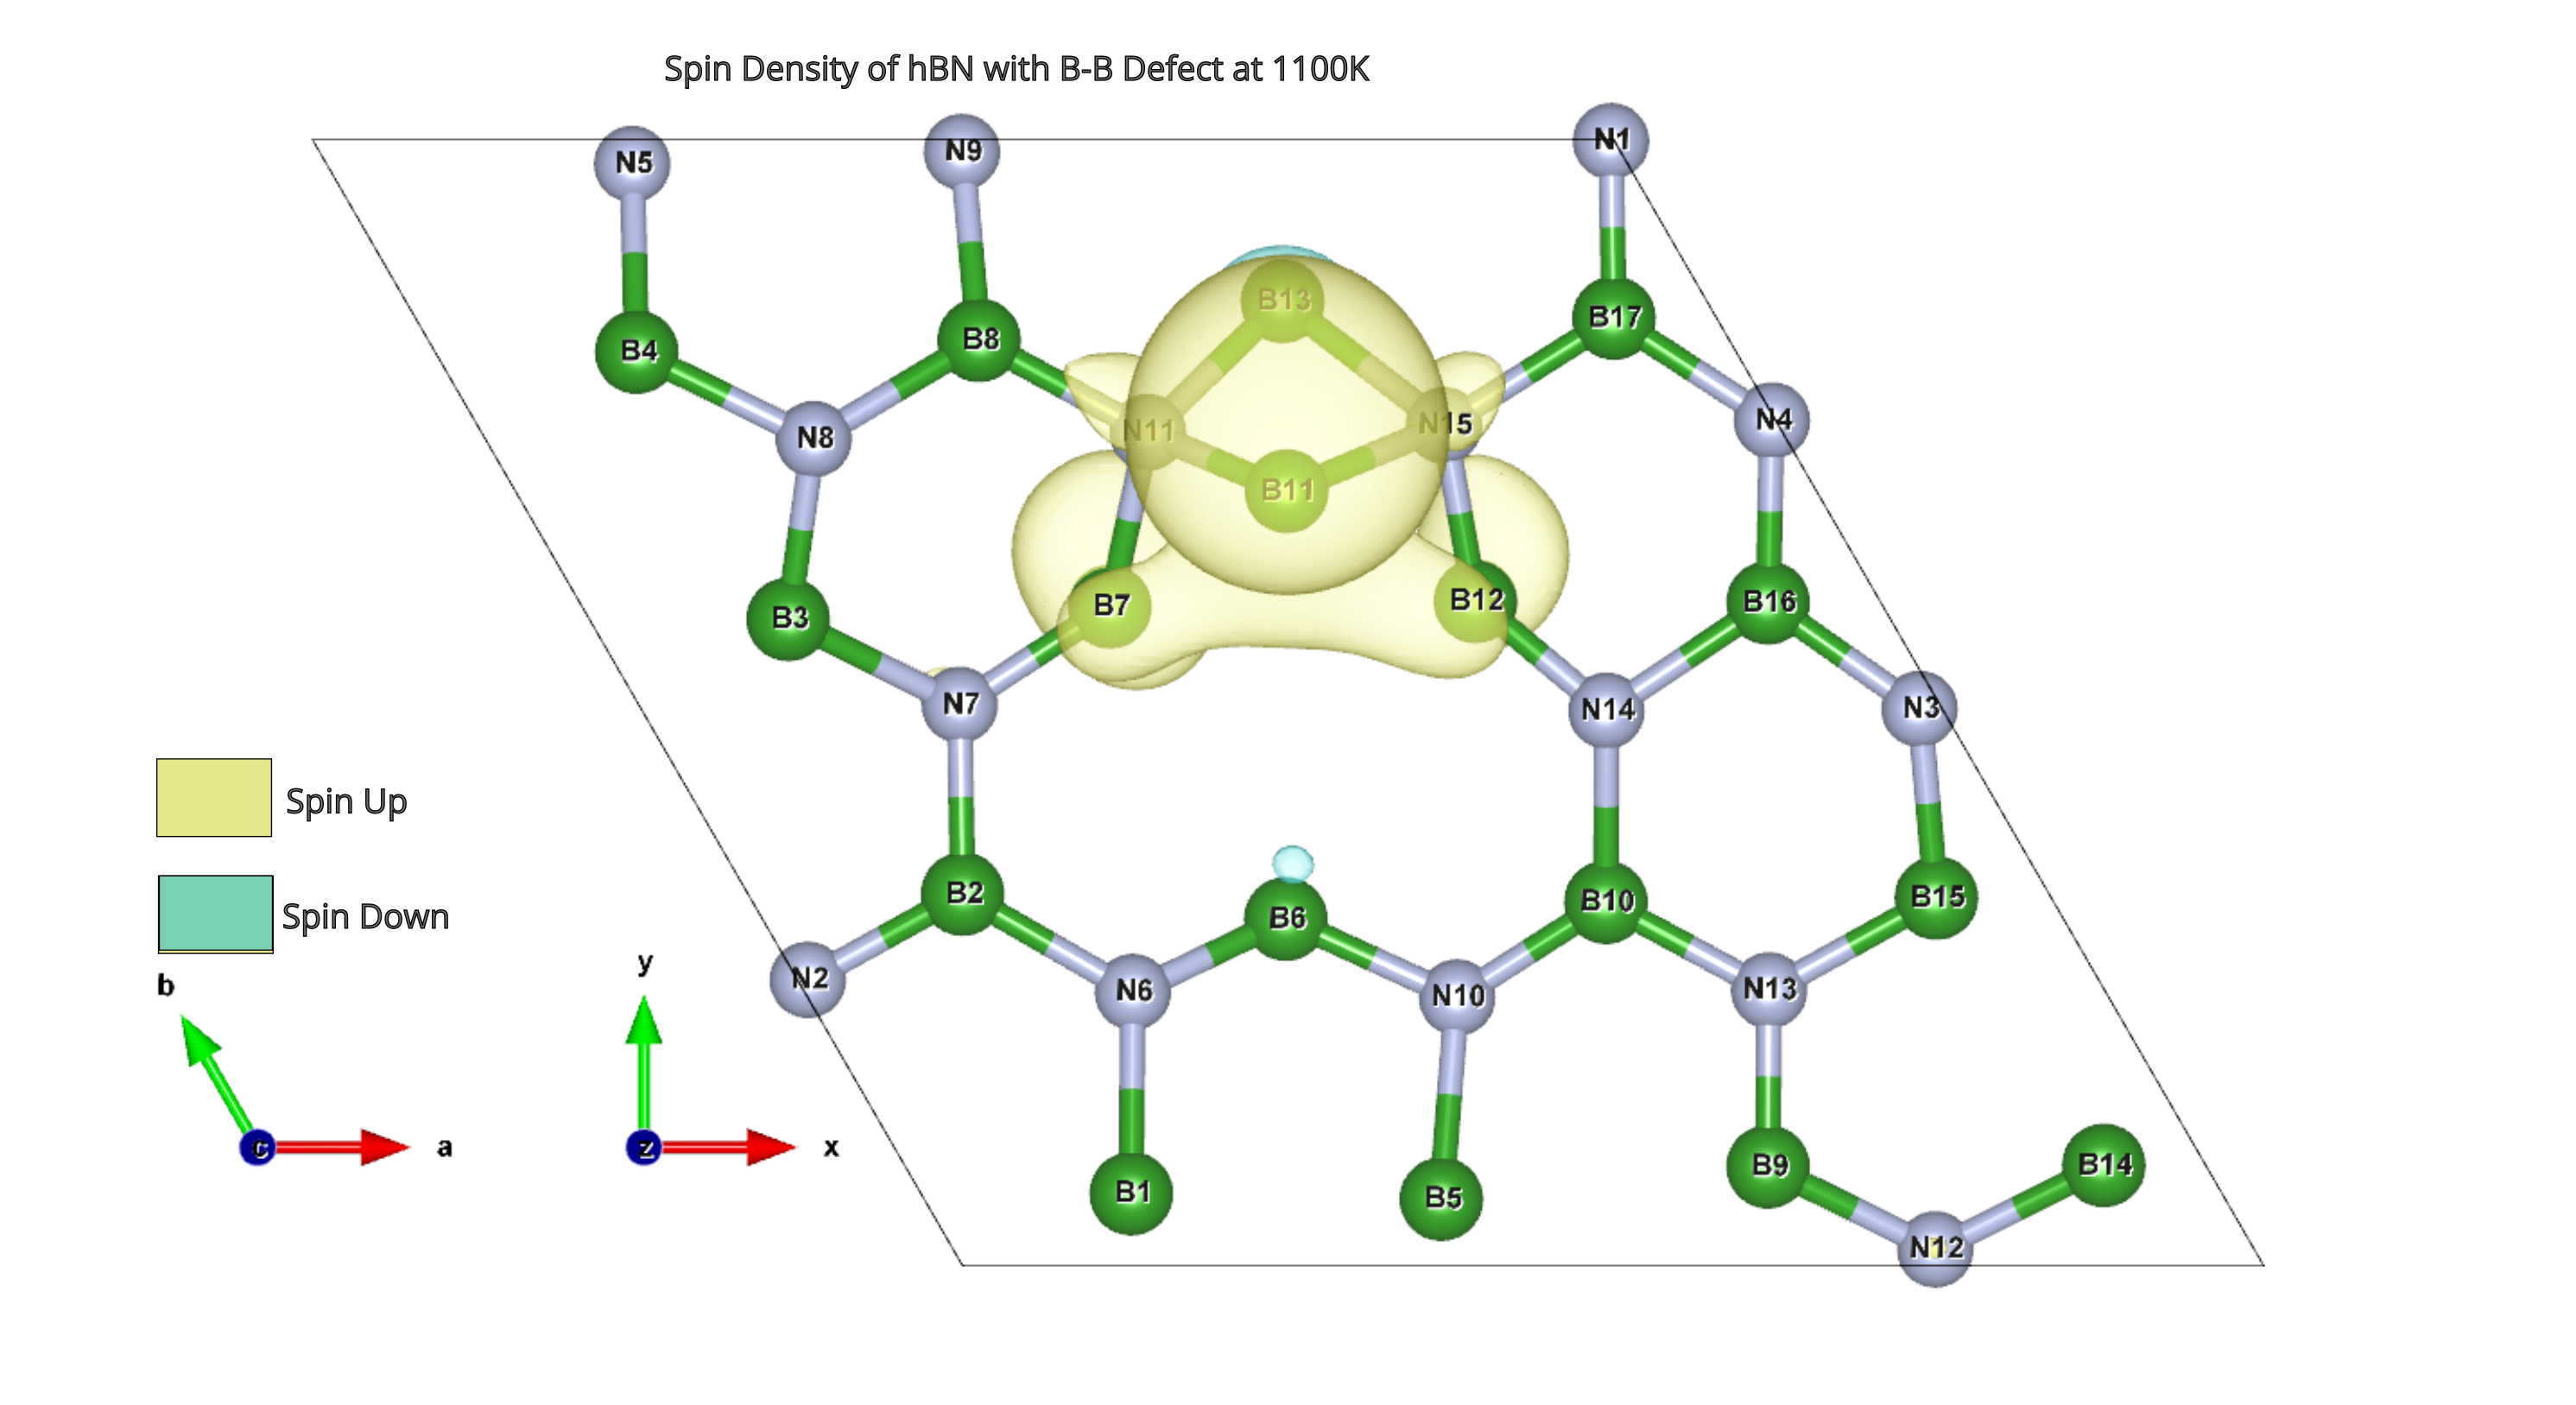 Spin Density of hBN with B-B Defect at 1100K
N5
N9
N1
B13
B17
B8
B4
N11
N15
N4
N8
B11
B7
B12
B16
B3
N7
N14
N3
Spin Up
B2
B6
B10
B15
Spin Down
b
y
N2
N6
N10
N13
c
a
z
x
B1
B5
B9
B14
N12